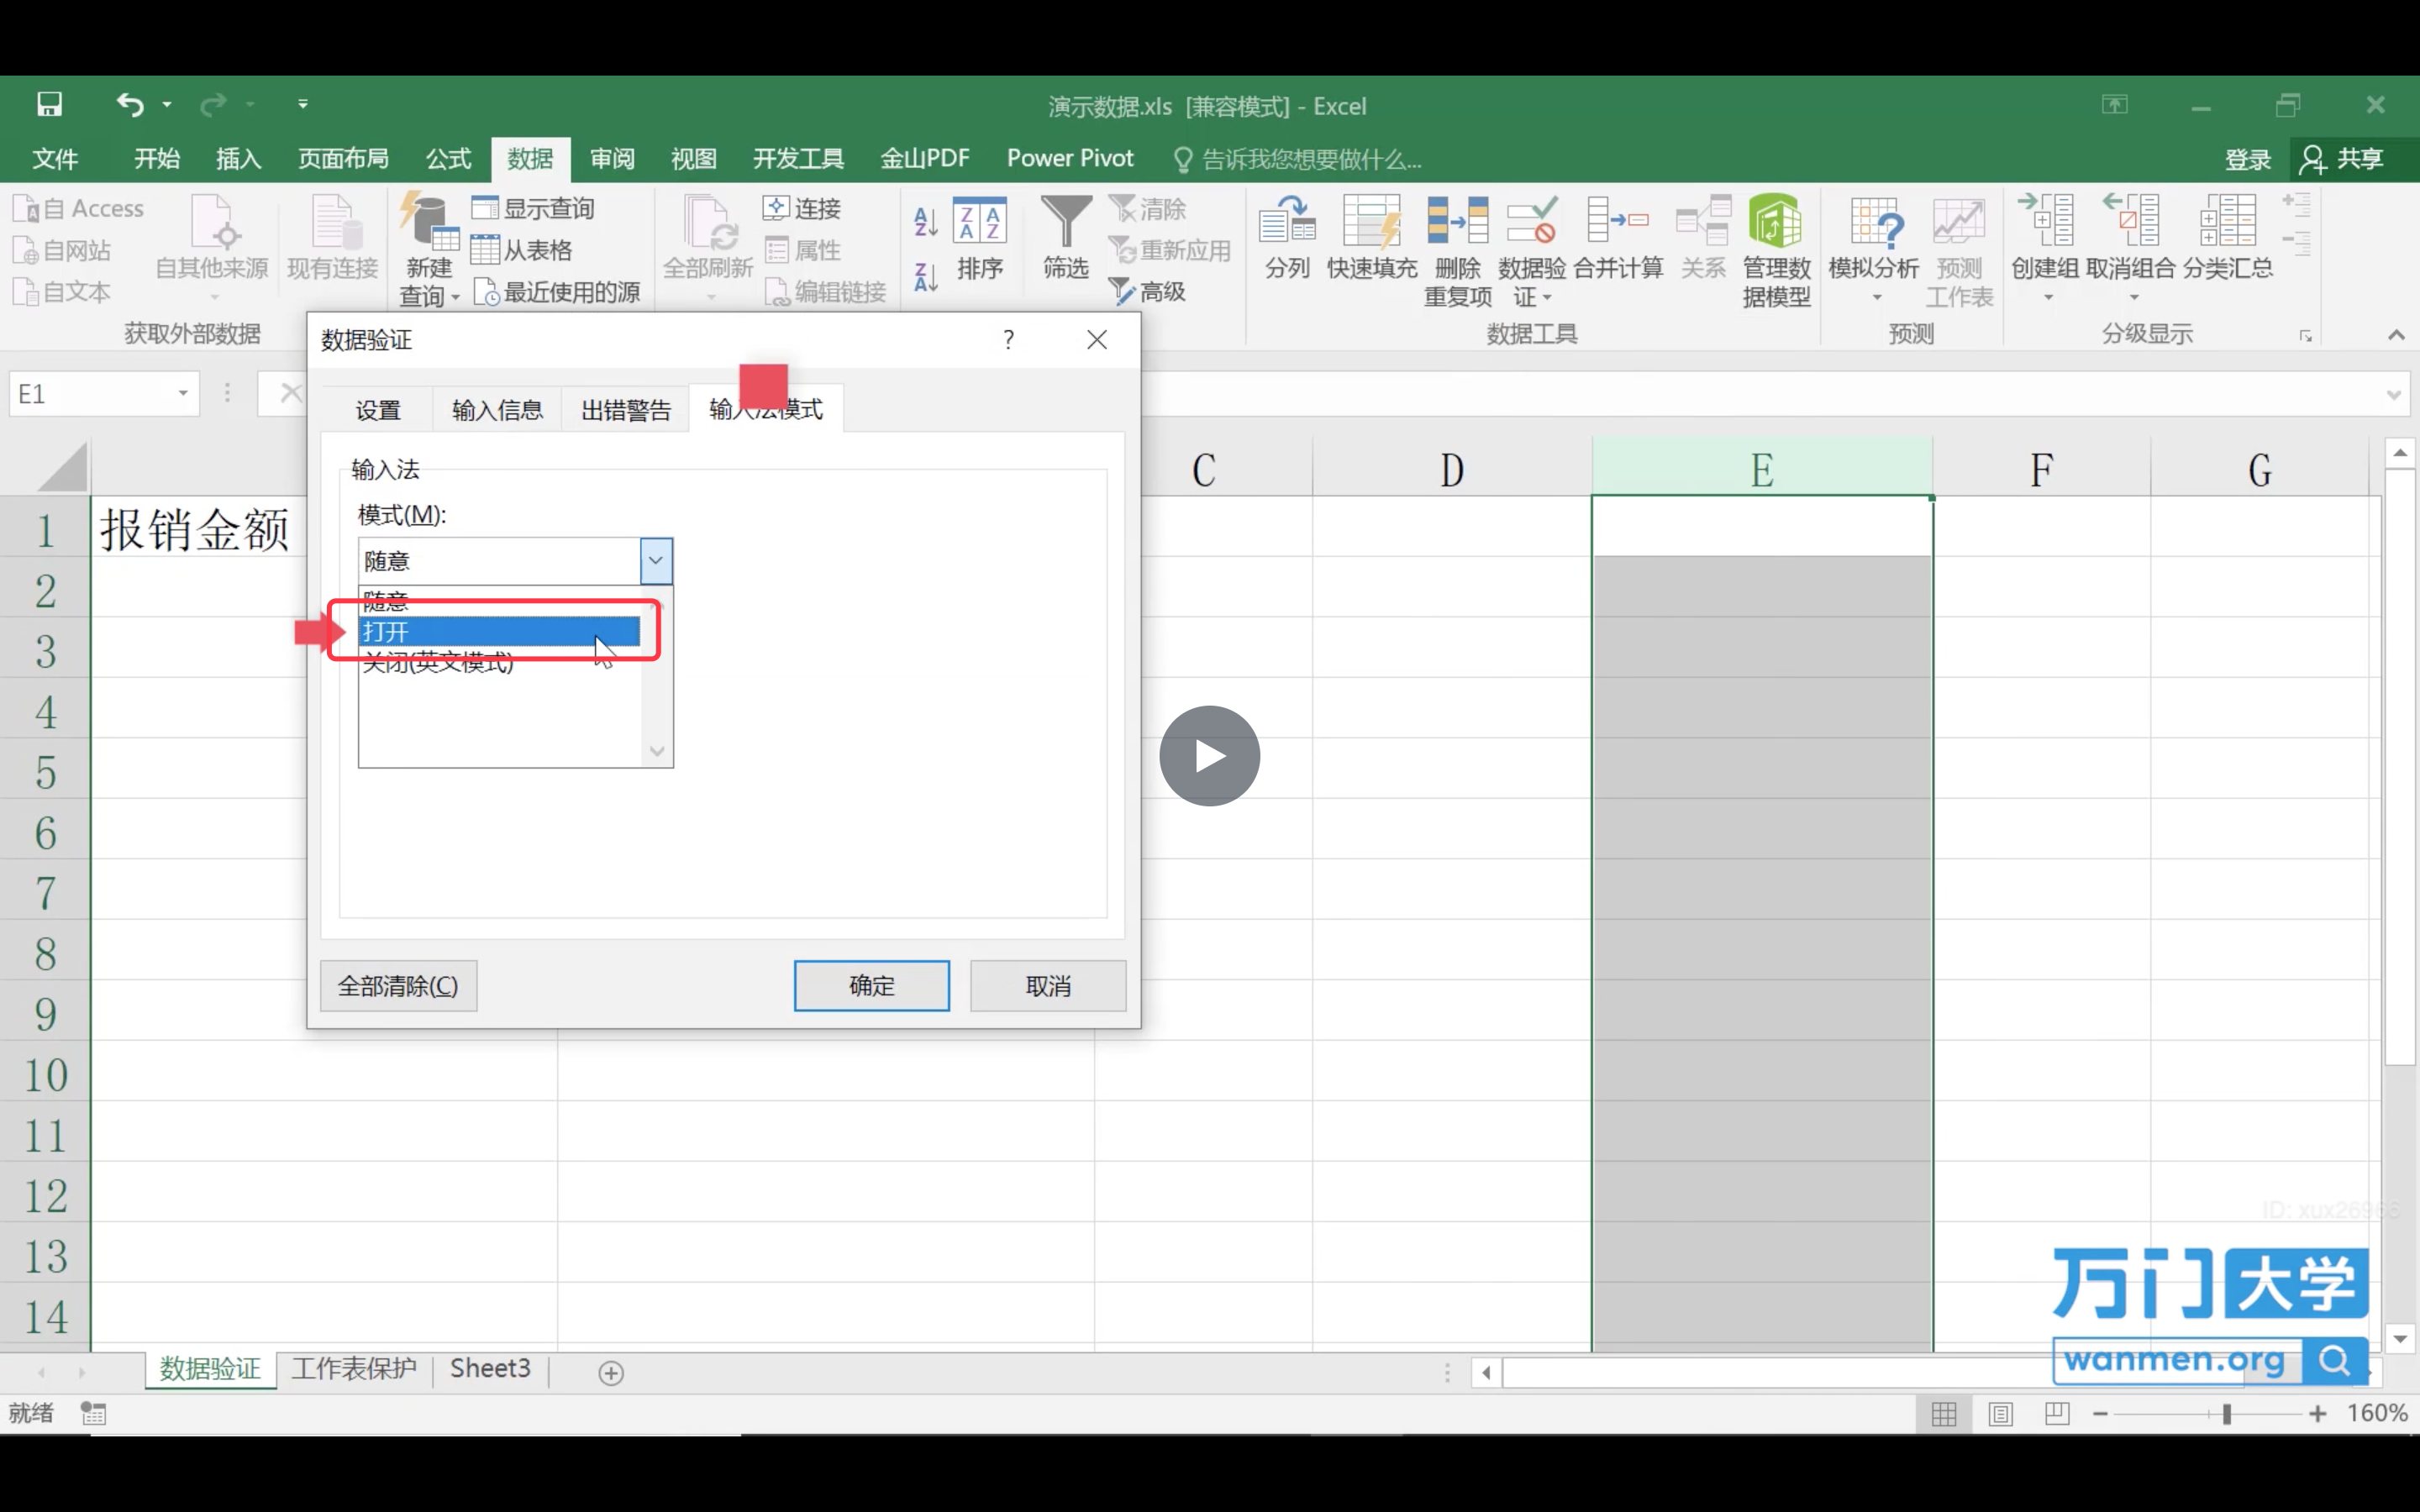 演示数据.xls [兼容模式] - Excel
文件 开始 插入 页面布局 公式 数据 审阅 视图 开发工具 金山PDF Power Pivot 告诉我您想要做什么... 登录 共享
自 Access
自网站
自文本
自其他来源
现有连接
获取外部数据
新建
查询
显示查询
从表格
最近使用的源
全部刷新
连接
属性
编辑链接
排序
筛选
清除
重新应用
高级
分列
快速填充
删除
重复项
数据验
证
合并计算
关系
管理数
据模型
数据工具
模拟分析
预测
工作表
预测
创建组
取消组合
分类汇总
分级显示
E1
数据验证 ?
设置 输入信息 出错警告 输入法模式
输入法
模式(M):
随意
随意
打开
关闭(英文模式)
全部清除(C) 确定 取消
C D E F G
1 报销金额
2
3
4
5
6
7
8
9
10
11
12
13
14
万门大学
wanmen.org
数据验证 工作表保护 Sheet3
就绪 160%